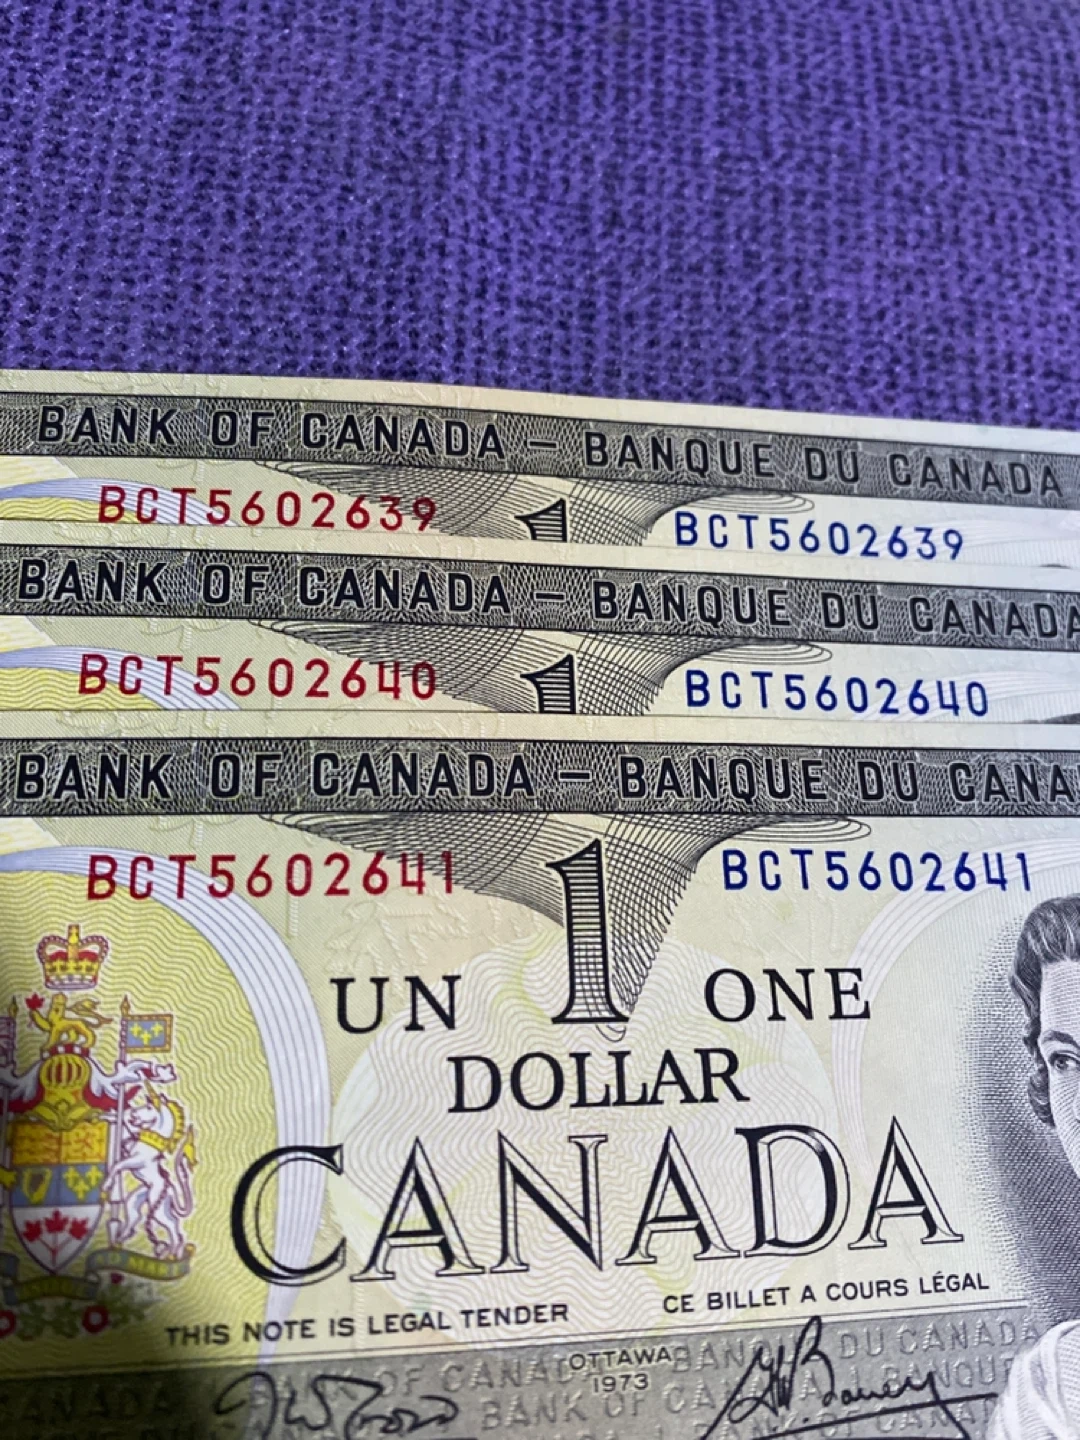 BANK OF CANADA – BANQUE DU CANADA
BCT5602639 1 BCT5602639
BANK OF CANADA – BANQUE DU CANADA
BCT5602640 1 BCT5602640
BANK OF CANADA – BANQUE DU CANA
BCT5602641 1 BCT5602641
UN ONE
DOLLAR
CANADA
THIS NOTE IS LEGAL TENDER CE BILLET A COURS LÉGAL
OTTAWA
1973